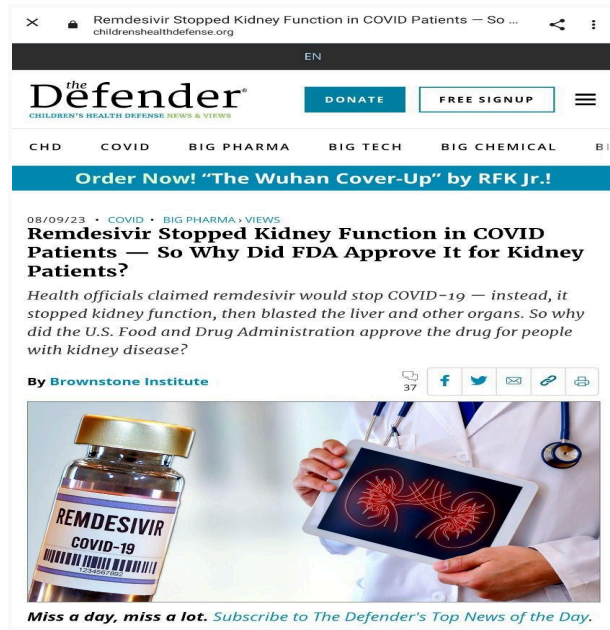 Remdesivir Stopped Kidney Function in COVID Patients — So ...
childrenshealthdefense.org
EN
the
Defender®
CHILDREN'S HEALTH DEFENSE NEWS & VIEWS
DONATE
FREE SIGNUP
CHD COVID BIG PHARMA BIG TECH BIG CHEMICAL BI
Order Now! “The Wuhan Cover-Up” by RFK Jr.!
08/09/23 • COVID • BIG PHARMA › VIEWS
Remdesivir Stopped Kidney Function in COVID
Patients — So Why Did FDA Approve It for Kidney
Patients?
Health officials claimed remdesivir would stop COVID-19 — instead, it
stopped kidney function, then blasted the liver and other organs. So why
did the U.S. Food and Drug Administration approve the drug for people
with kidney disease?
By Brownstone Institute
37
REMDESIVIR
COVID-19
1234567892
Miss a day, miss a lot. Subscribe to The Defender's Top News of the Day.